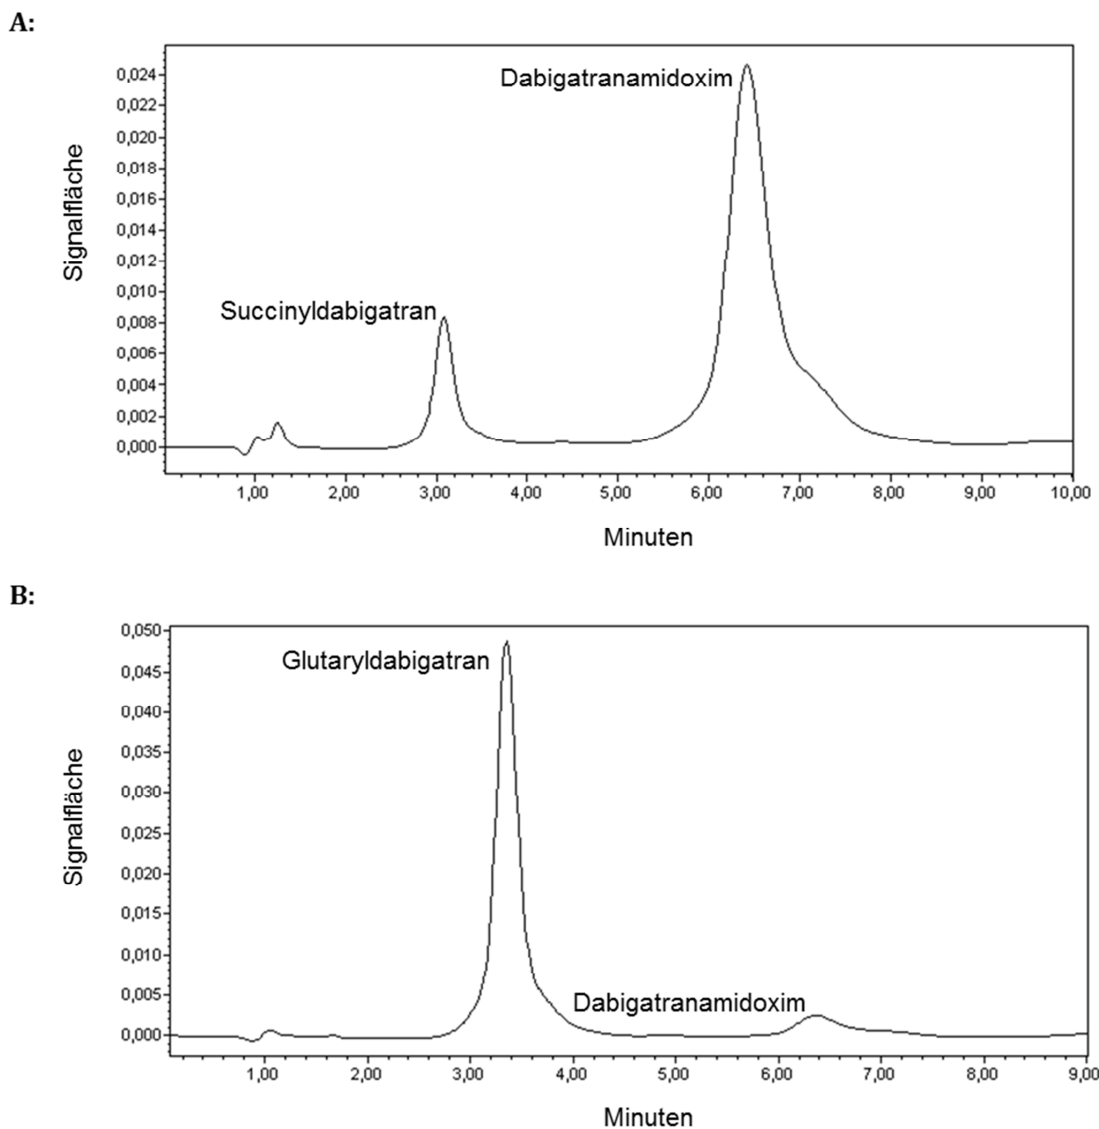 A:
Signalfläche
0,024
0,022
0,020
0,018
0,016
0,014
0,012
0,010
0,008
0,006
0,004
0,002
0,000
Dabigatranamidoxim
Succinyldabigatran
1,00 2,00 3,00 4,00 5,00 6,00 7,00 8,00 9,00 10,00
Minuten
B:
Signalfläche
0,050
0,045
0,040
0,035
0,030
0,025
0,020
0,015
0,010
0,005
0,000
Glutaryldabigatran
Dabigatranamidoxim
1,00 2,00 3,00 4,00 5,00 6,00 7,00 8,00 9,00
Minuten